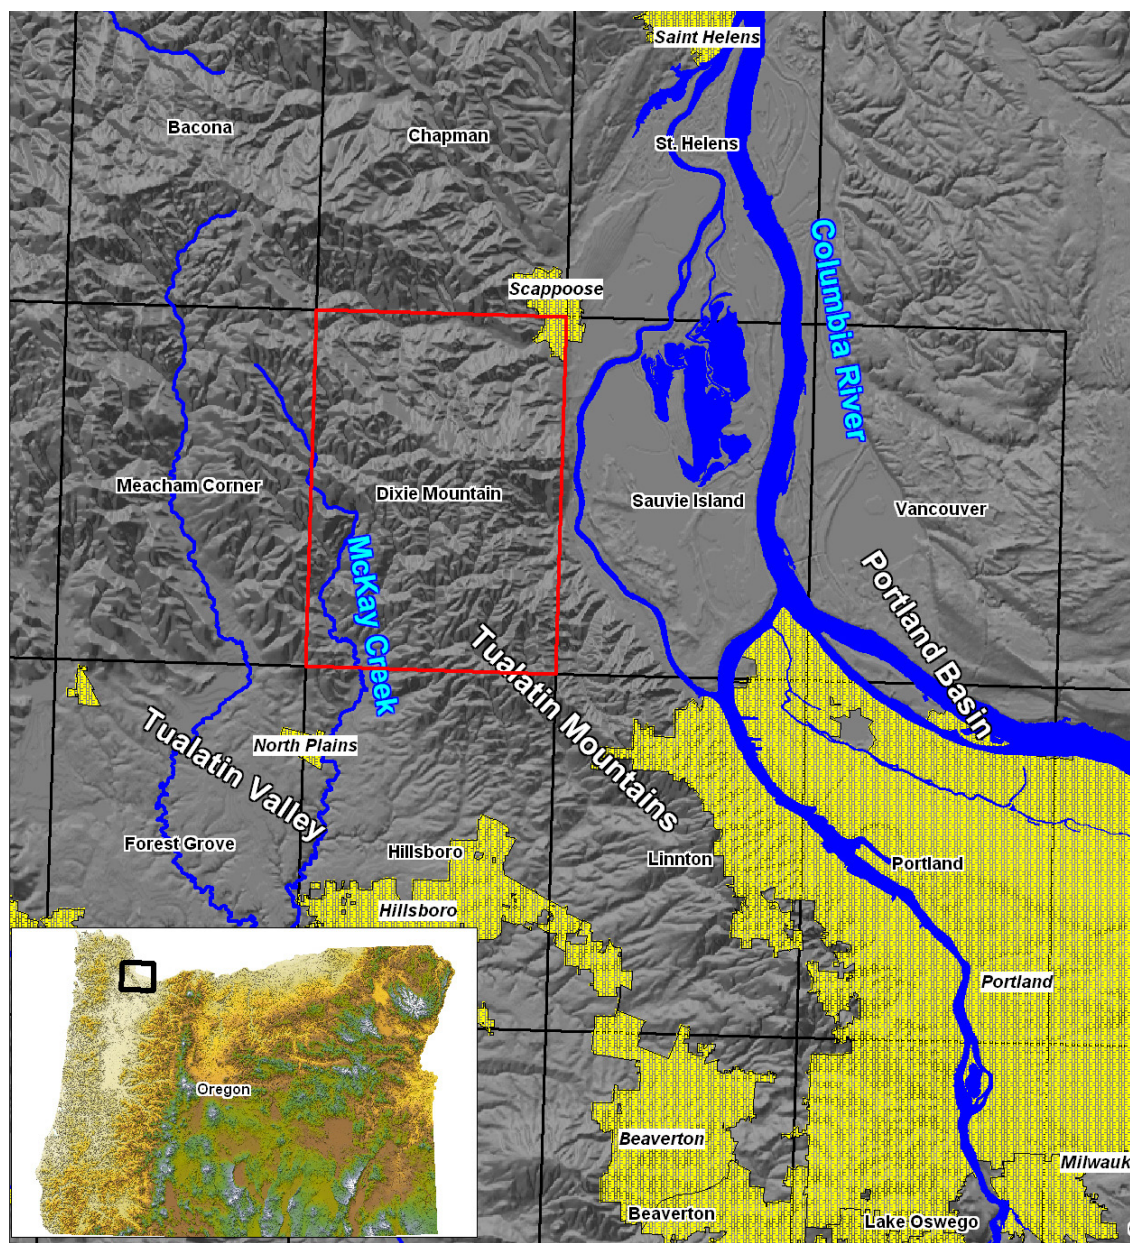 Saint Helens
Bacona
Chapman
St. Helens
Columbia River
Scappoose
Meacham Corner
Dixie Mountain
Sauvie Island
Vancouver
McKay Creek
Portland Basin
Tualatin Mountains
Tualatin Valley
North Plains
Forest Grove
Hillsboro
Linnton
Portland
Hillsboro
Portland
Oregon
Beaverton
Milwauk
Beaverton
Lake Oswego